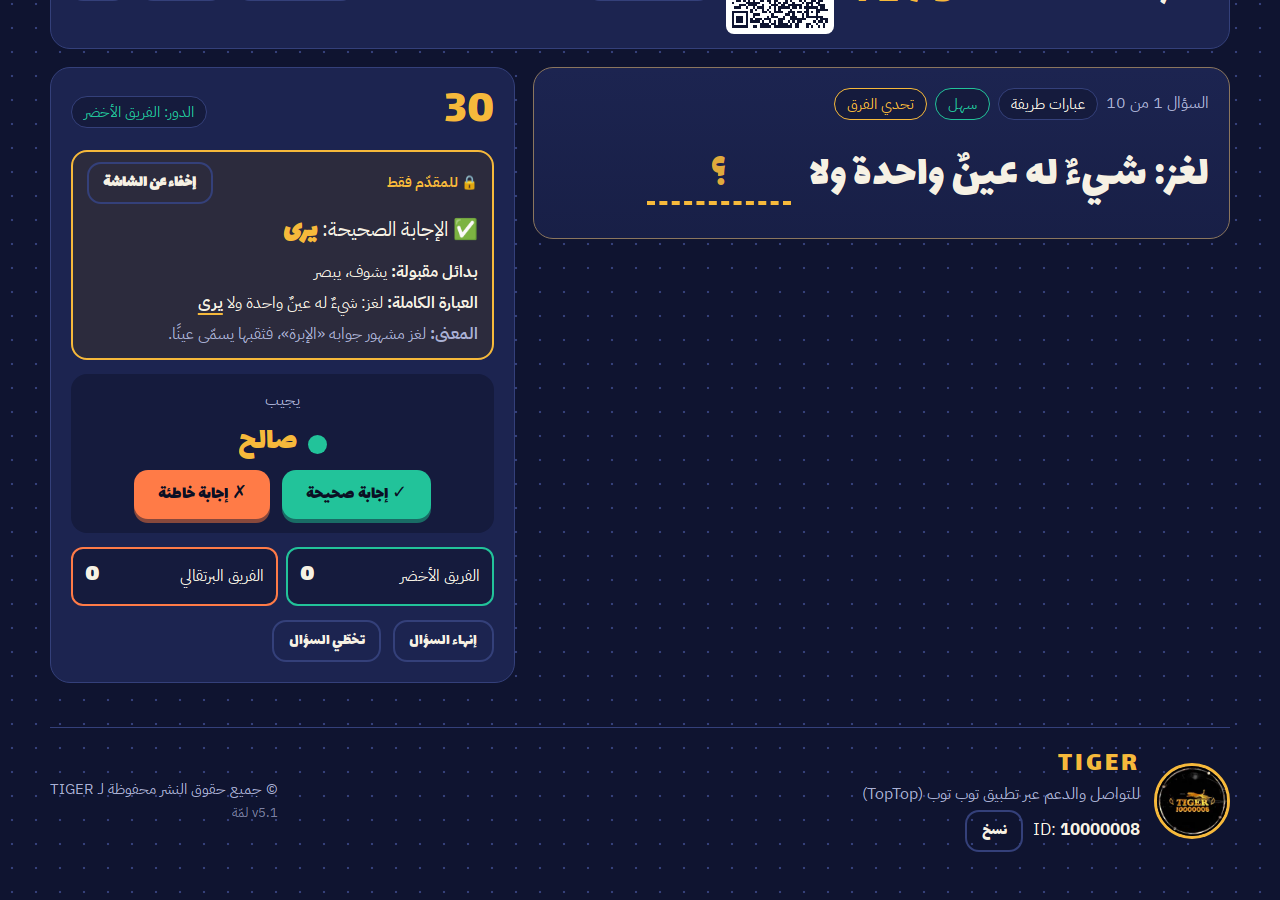 السؤال 1 من 10
عبارات طريفة
سهل
تحدي الفرق
لغز: شيءٌ له عينٌ واحدة ولا ؟
30
الدور: الفريق الأخضر
🔒 للمقدّم فقط
إخفاء عن الشاشة
✅ الإجابة الصحيحة: يرى
بدائل مقبولة: يشوف، يبصر
العبارة الكاملة: لغز: شيءٌ له عينٌ واحدة ولا يرى
المعنى: لغز مشهور جوابه «الإبرة»، فثقبها يسمّى عينًا.
يجيب
صالح
✓ إجابة صحيحة
✗ إجابة خاطئة
الفريق الأخضر 0
الفريق البرتقالي 0
إنهاء السؤال
تخطّي السؤال
TIGER
للتواصل والدعم عبر تطبيق توب توب (TopTop)
ID: 10000008
نسخ
TIGER
10000008
© جميع حقوق النشر محفوظة لـ TIGER
لمّة v5.1